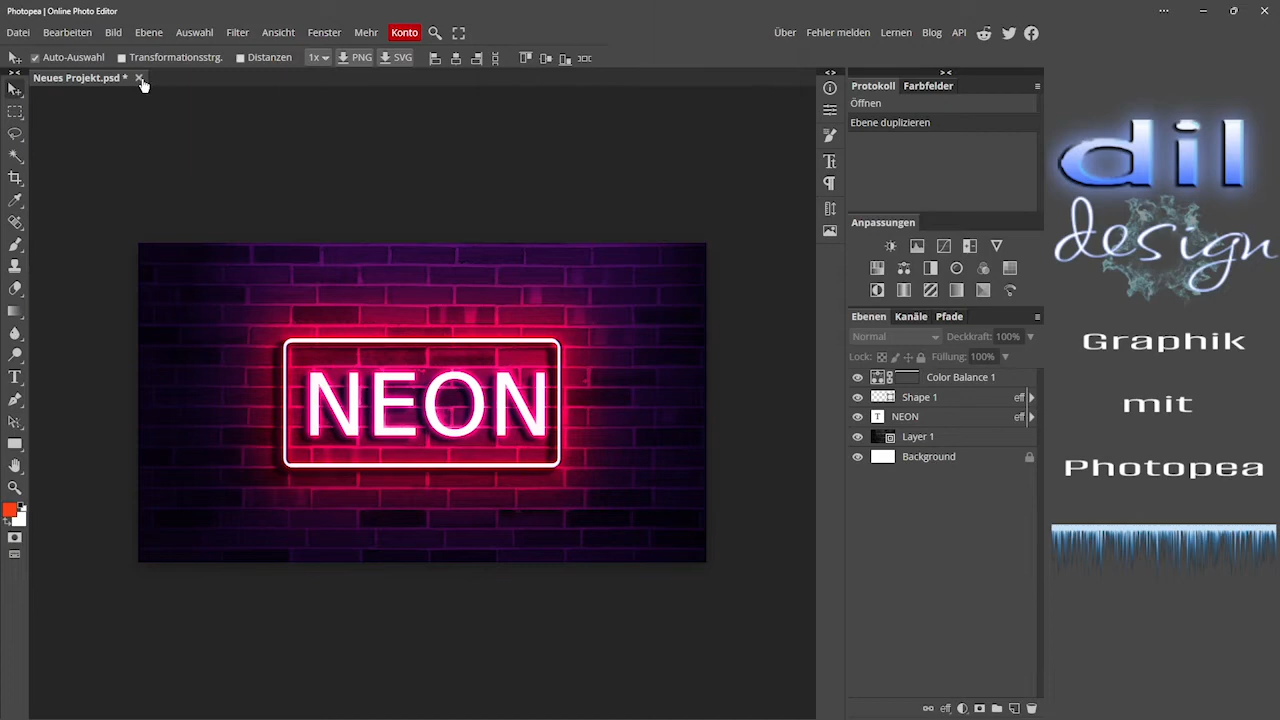 Photopea | Online Photo Editor
Datei Bearbeiten Bild Ebene Auswahl Filter Ansicht Fenster Mehr Konto Über Fehler melden Lernen Blog API
Auto-Auswahl Transformationsstrg. Distanzen 1x PNG SVG
Neues Projekt.psd *
Protokoll Farbfelder
Öffnen
Ebene duplizieren
Anpassungen
Ebenen Kanäle Pfade
Normal Deckkraft: 100%
Lock: Füllung: 100%
Color Balance 1
Shape 1 eff
NEON eff
Layer 1
Background
NEON
dil
design
Graphik
mit
Photopea